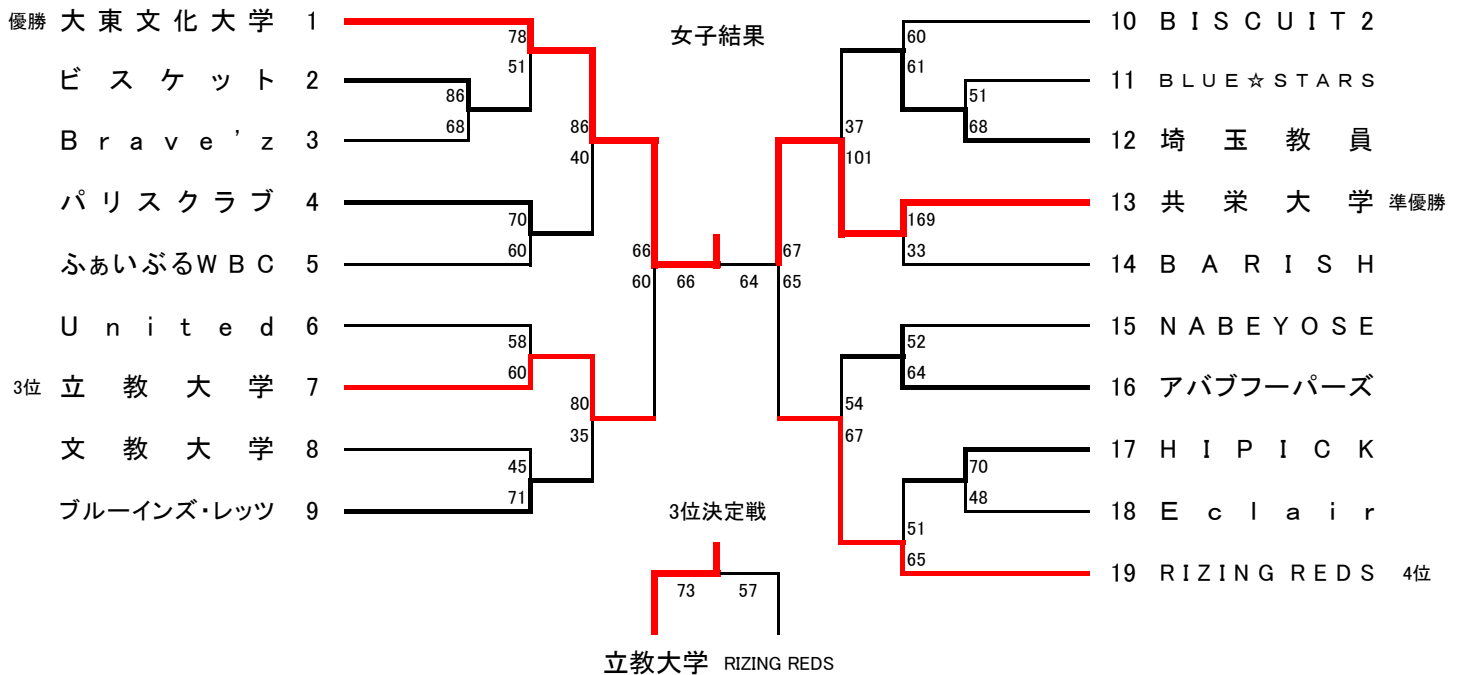 女子結果
優勝 大東文化大学 1
78
51
ビスケット 2
86
68
Brave'z 3
86
40
パリスクラブ 4
70
60
ふぁいぶるWBC 5
66
60
United 6
58
60
3位 立教大学 7
80
35
文教大学 8
45
71
ブルーインズ・レッツ 9
66 64
10 BISCUIT2
60
61
11 BLUE☆STARS
51
68
12 埼玉教員
37
101
13 共栄大学 準優勝
169
33
14 BARISH
67
65
15 NABEYOSE
52
64
16 アバブフーパーズ
54
67
17 HIPICK
70
48
18 Eclair
51
65
19 RIZING REDS 4位
3位決定戦
73 57
立教大学 RIZING REDS